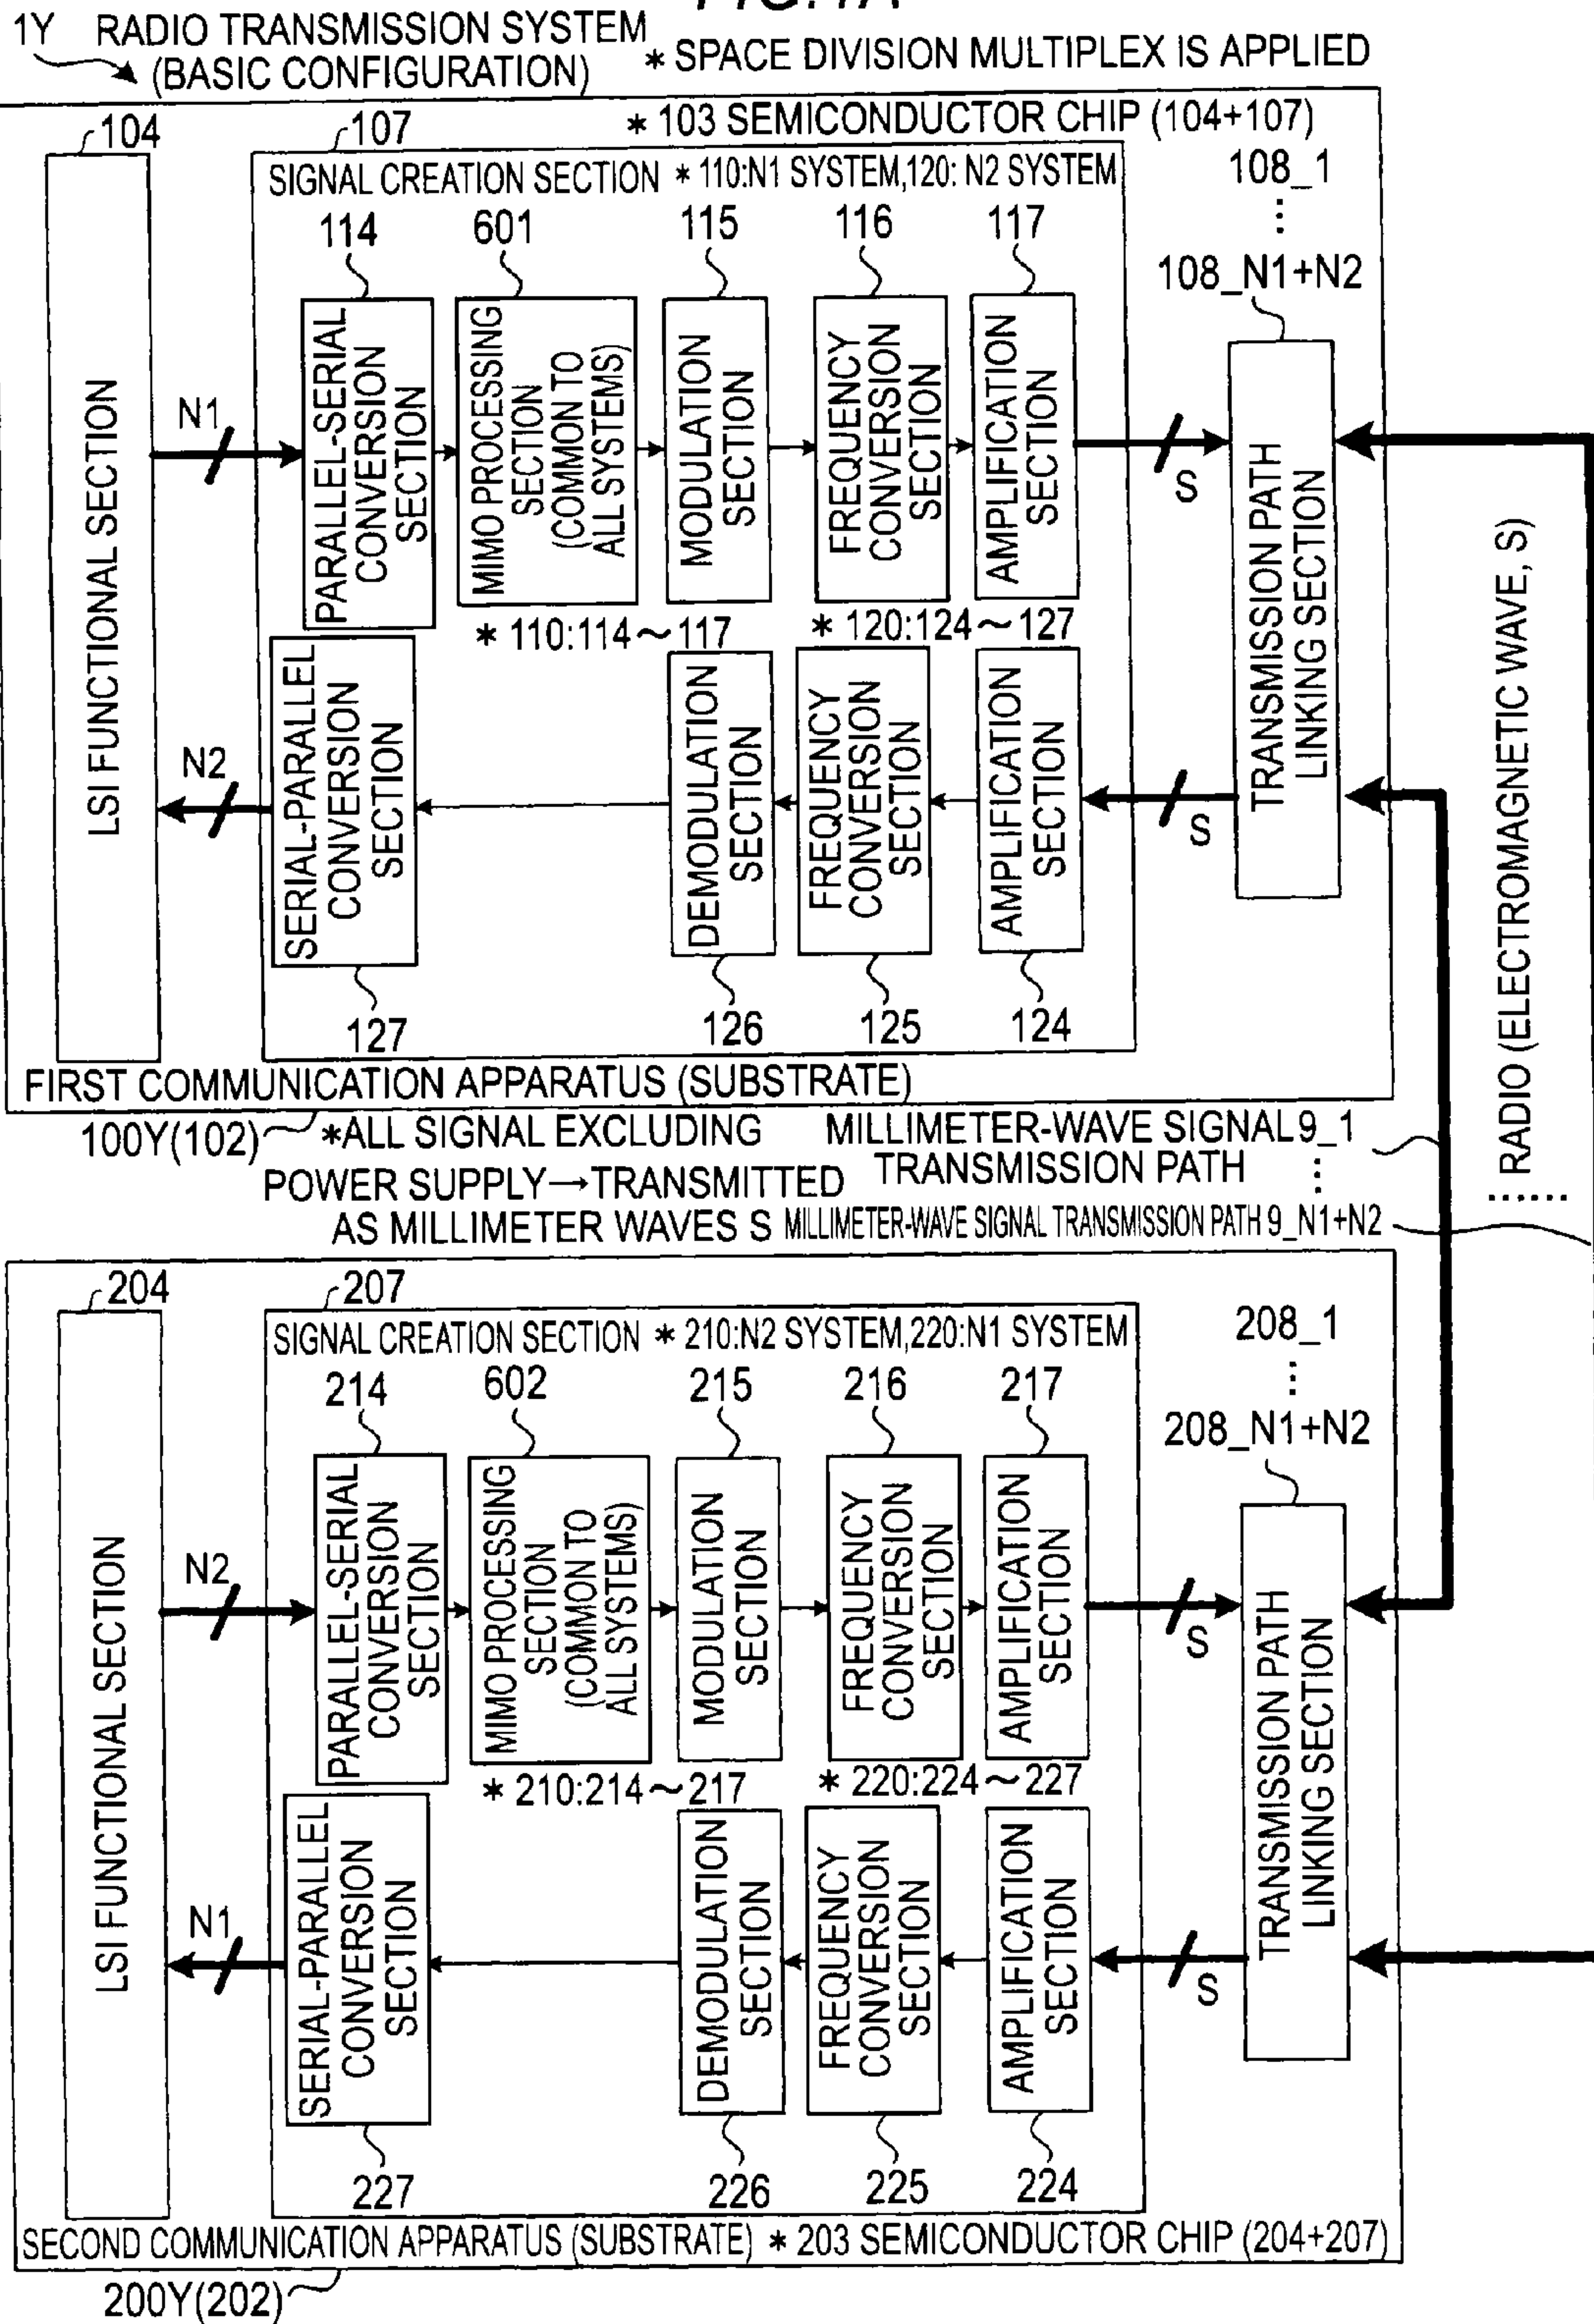 FIG. 1A
1Y RADIO TRANSMISSION SYSTEM
(BASIC CONFIGURATION)
* SPACE DIVISION MULTIPLEX IS APPLIED
104
107
* 103 SEMICONDUCTOR CHIP (104+107)
SIGNAL CREATION SECTION * 110:N1 SYSTEM,120: N2 SYSTEM
108_1
⋮
108_N1+N2
114
601
115
116
117
LSI FUNCTIONAL SECTION
N1
PARALLEL-SERIAL
CONVERSION
SECTION
MIMO PROCESSING
SECTION
(COMMON TO
ALL SYSTEMS)
MODULATION
SECTION
FREQUENCY
CONVERSION
SECTION
AMPLIFICATION
SECTION
S
TRANSMISSION PATH
LINKING SECTION
* 110:114～117
* 120:124～127
N2
SERIAL-PARALLEL
CONVERSION
SECTION
DEMODULATION
SECTION
FREQUENCY
CONVERSION
SECTION
AMPLIFICATION
SECTION
S
127
126
125
124
RADIO (ELECTROMAGNETIC WAVE, S)
FIRST COMMUNICATION APPARATUS (SUBSTRATE)
100Y(102)
*ALL SIGNAL EXCLUDING
POWER SUPPLY→TRANSMITTED
AS MILLIMETER WAVES S
MILLIMETER-WAVE SIGNAL 9_1
TRANSMISSION PATH
⋮
MILLIMETER-WAVE SIGNAL TRANSMISSION PATH 9_N1+N2
......
204
207
SIGNAL CREATION SECTION * 210:N2 SYSTEM,220:N1 SYSTEM
208_1
⋮
208_N1+N2
214
602
215
216
217
LSI FUNCTIONAL SECTION
N2
PARALLEL-SERIAL
CONVERSION
SECTION
MIMO PROCESSING
SECTION
(COMMON TO
ALL SYSTEMS)
MODULATION
SECTION
FREQUENCY
CONVERSION
SECTION
AMPLIFICATION
SECTION
S
TRANSMISSION PATH
LINKING SECTION
* 210:214～217
* 220:224～227
N1
SERIAL-PARALLEL
CONVERSION
SECTION
DEMODULATION
SECTION
FREQUENCY
CONVERSION
SECTION
AMPLIFICATION
SECTION
S
227
226
225
224
SECOND COMMUNICATION APPARATUS (SUBSTRATE) * 203 SEMICONDUCTOR CHIP (204+207)
200Y(202)